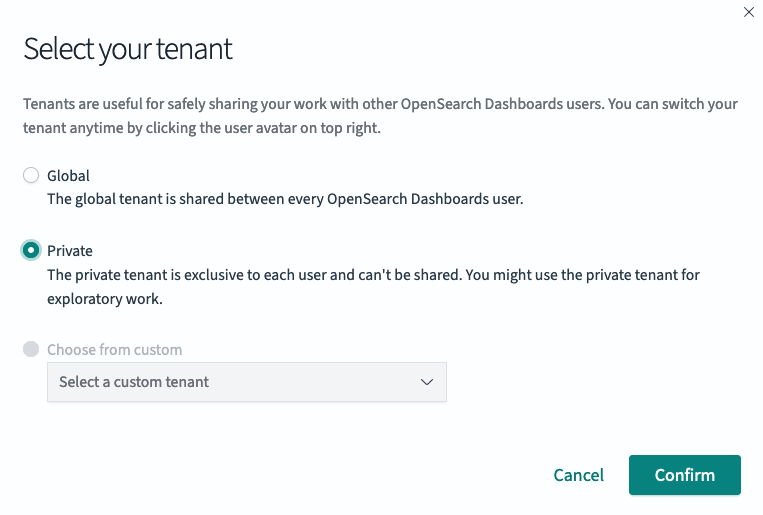 Select your tenant
Tenants are useful for safely sharing your work with other OpenSearch Dashboards users. You can switch your
tenant anytime by clicking the user avatar on top right.
Global
The global tenant is shared between every OpenSearch Dashboards user.
Private
The private tenant is exclusive to each user and can't be shared. You might use the private tenant for
exploratory work.
Choose from custom
Select a custom tenant
Cancel
Confirm